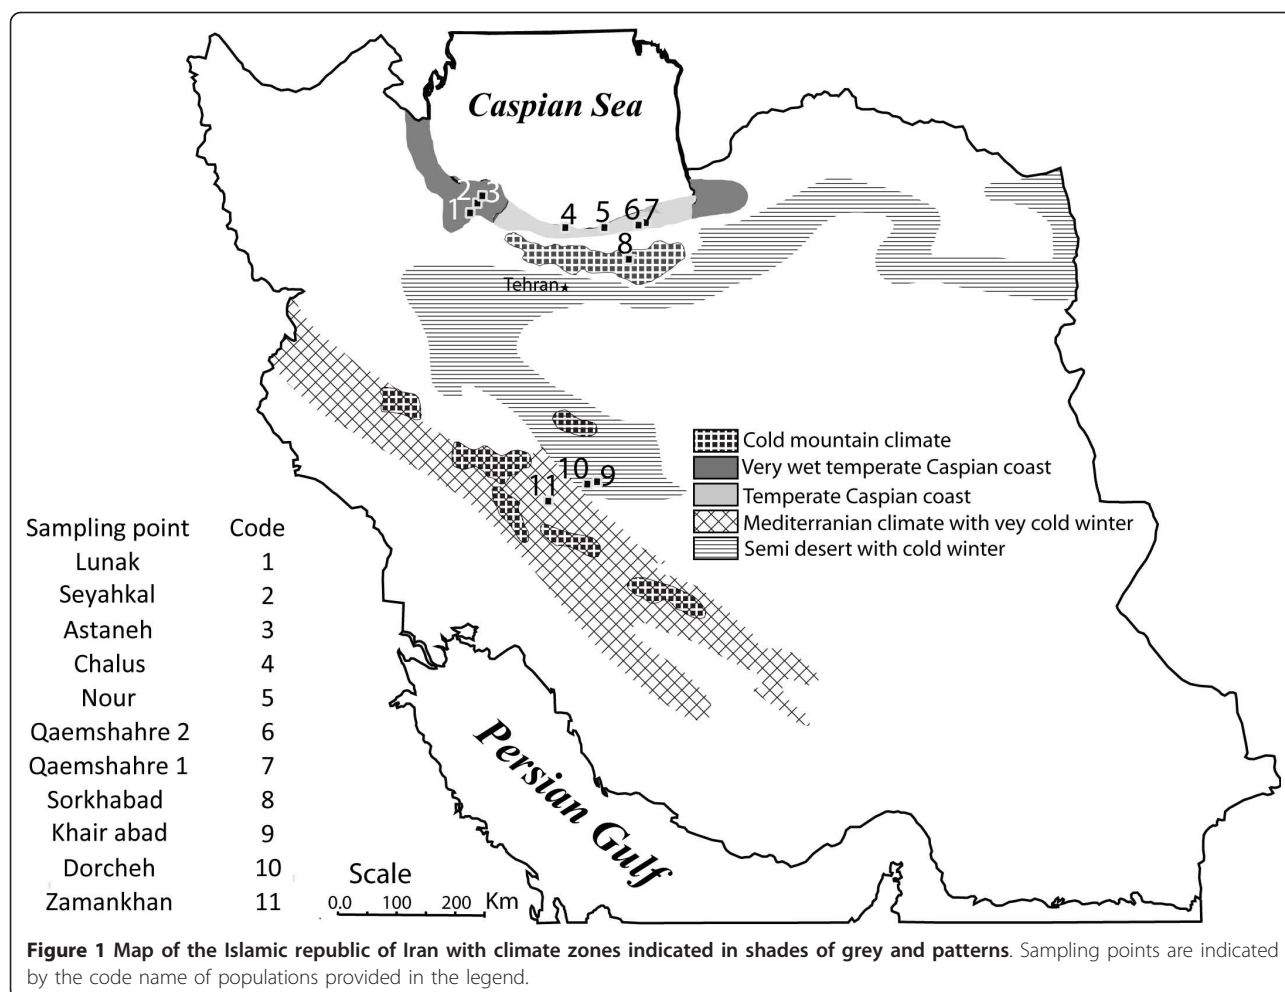 Caspian Sea
2 3
1
4 5 6 7
8
Tehran
10 9
11
Cold mountain climate
Very wet temperate Caspian coast
Temperate Caspian coast
Mediterranian climate with vey cold winter
Semi desert with cold winter
Sampling point Code
Lunak 1
Seyahkal 2
Astaneh 3
Chalus 4
Nour 5
Qaemshahre 2 6
Qaemshahre 1 7
Sorkhabad 8
Khair abad 9
Dorcheh 10
Zamankhan 11
Persian Gulf
Scale
0.0 100 200 Km
Figure 1 Map of the Islamic republic of Iran with climate zones indicated in shades of grey and patterns. Sampling points are indicated
by the code name of populations provided in the legend.